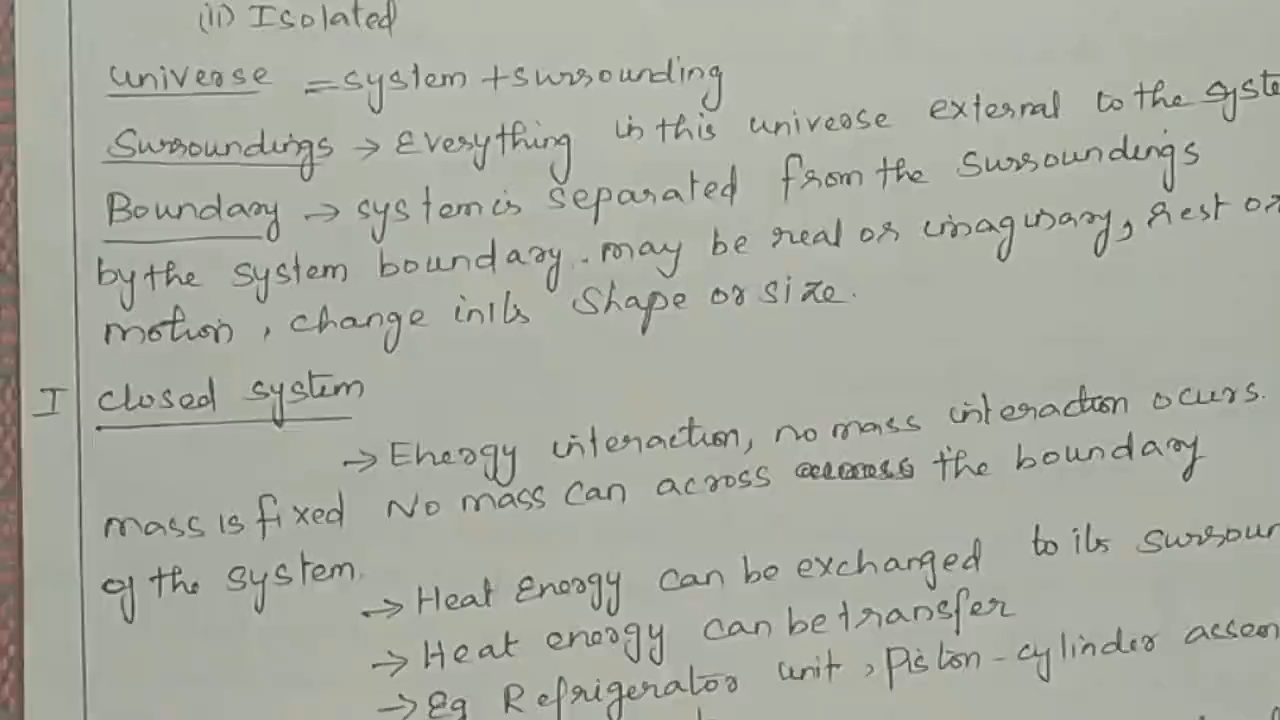 (ii) Isolated
universe = system + surrounding
Surroundings → Everything in this universe external to the syste
Boundary → system is separated from the surroundings
by the system boundary. may be real or imaginary, rest or
motion, change in its shape or size.
I closed system
→ Energy interaction, no mass interaction ocurs.
mass is fixed No mass can across the boundary
of the system.
→ Heat Energy can be exchanged to its surroun
→ Heat energy can be transfer
→ Eg Refrigerator unit, Piston-cylinder assem